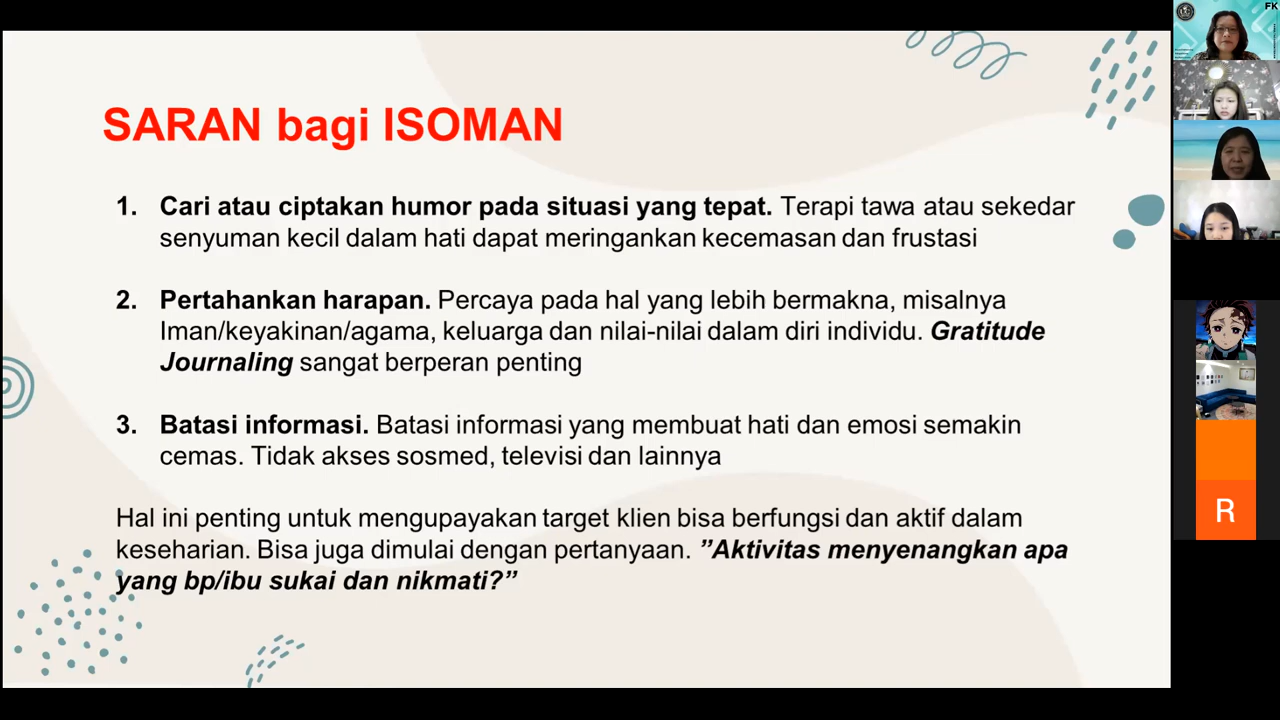 SARAN bagi ISOMAN
1. Cari atau ciptakan humor pada situasi yang tepat. Terapi tawa atau sekedar
senyuman kecil dalam hati dapat meringankan kecemasan dan frustasi
2. Pertahankan harapan. Percaya pada hal yang lebih bermakna, misalnya
Iman/keyakinan/agama, keluarga dan nilai-nilai dalam diri individu. Gratitude
Journaling sangat berperan penting
3. Batasi informasi. Batasi informasi yang membuat hati dan emosi semakin
cemas. Tidak akses sosmed, televisi dan lainnya
Hal ini penting untuk mengupayakan target klien bisa berfungsi dan aktif dalam
keseharian. Bisa juga dimulai dengan pertanyaan. ”Aktivitas menyenangkan apa
yang bp/ibu sukai dan nikmati?”
FK
R